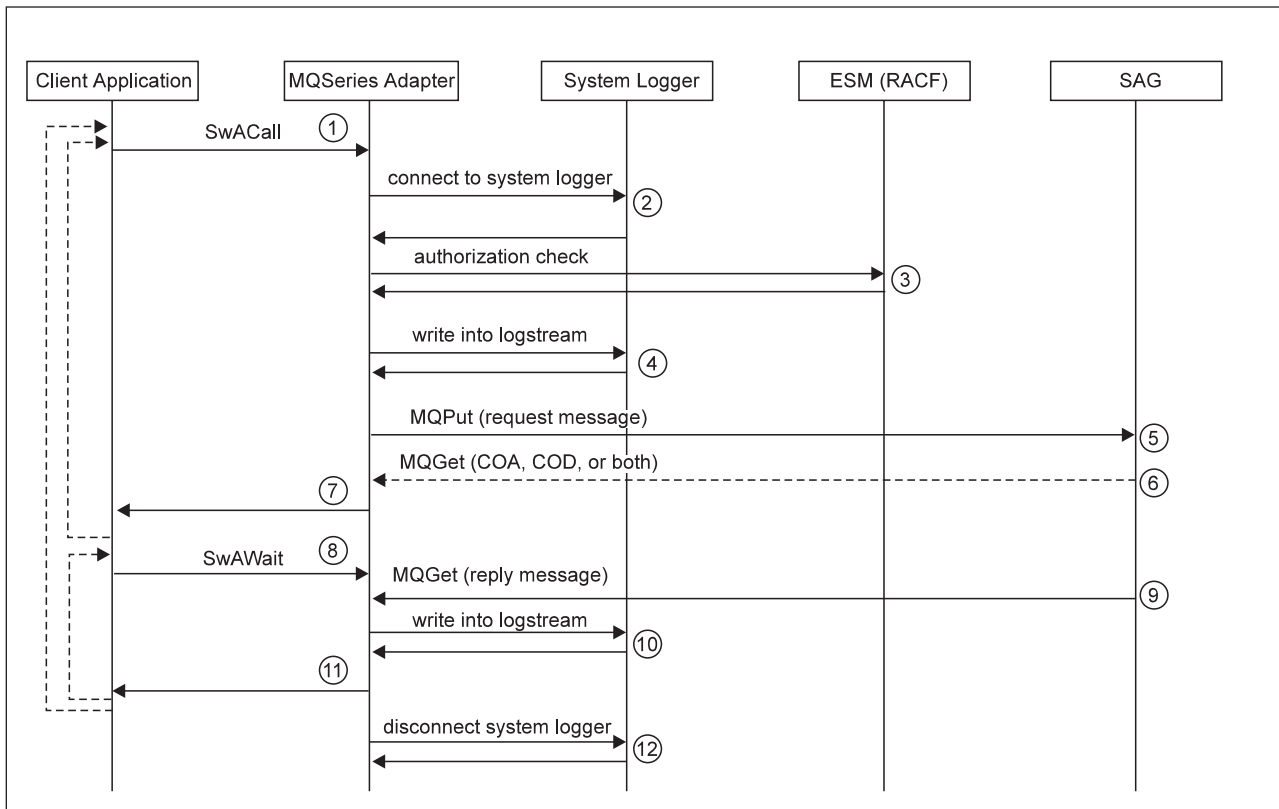 Client Application
MQSeries Adapter
System Logger
ESM (RACF)
SAG
SwACall
1
connect to system logger
2
authorization check
3
write into logstream
4
MQPut (request message)
5
MQGet (COA, COD, or both)
6
7
SwAWait
8
MQGet (reply message)
9
write into logstream
10
11
disconnect system logger
12